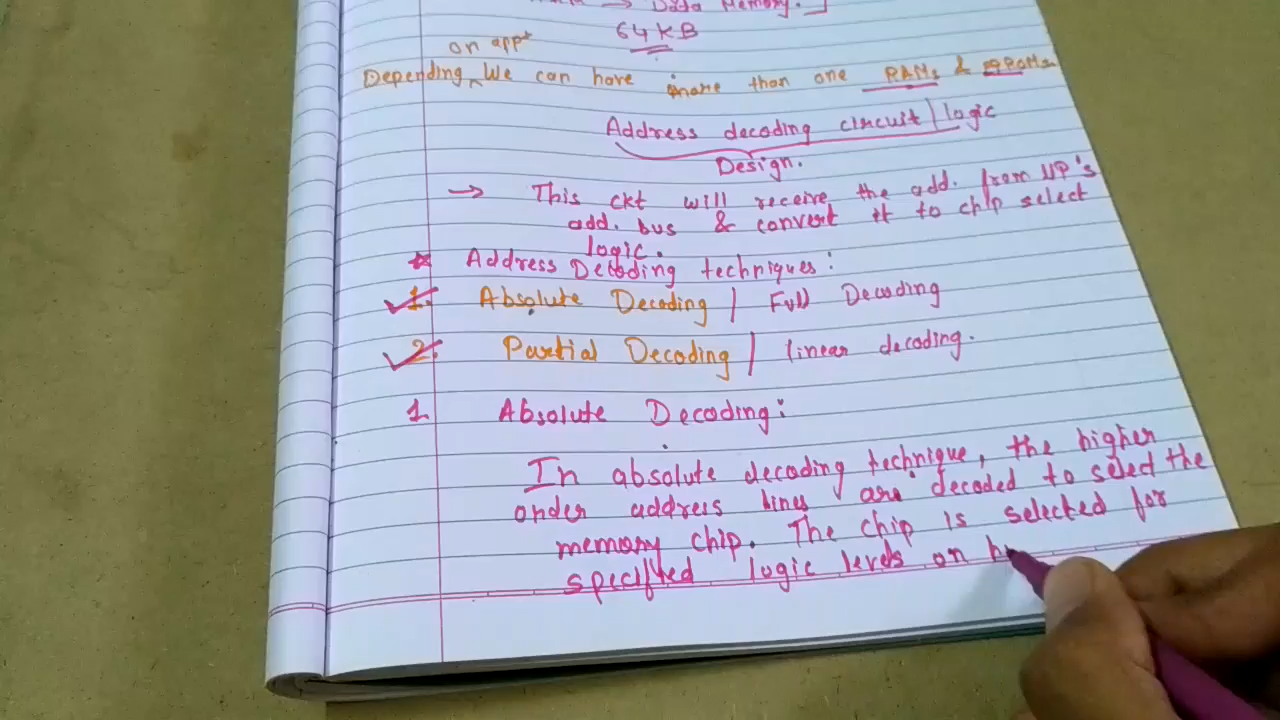 → Data Memory.
64 KB
on appⁿ
Depending ^ We can have more than one RAMs & EPROMs
Address decoding circuit / logic
Design.
→ This ckt will receive the add. from UP's
add. bus & convert it to chip select
logic.
* Address Decoding techniques:
1. Absolute Decoding / Full Decoding
2. Partial Decoding / linear decoding.
1. Absolute Decoding:
In absolute decoding technique, the higher
order address lines are decoded to select the
memory chip. The chip is selected for
specified logic levels on h